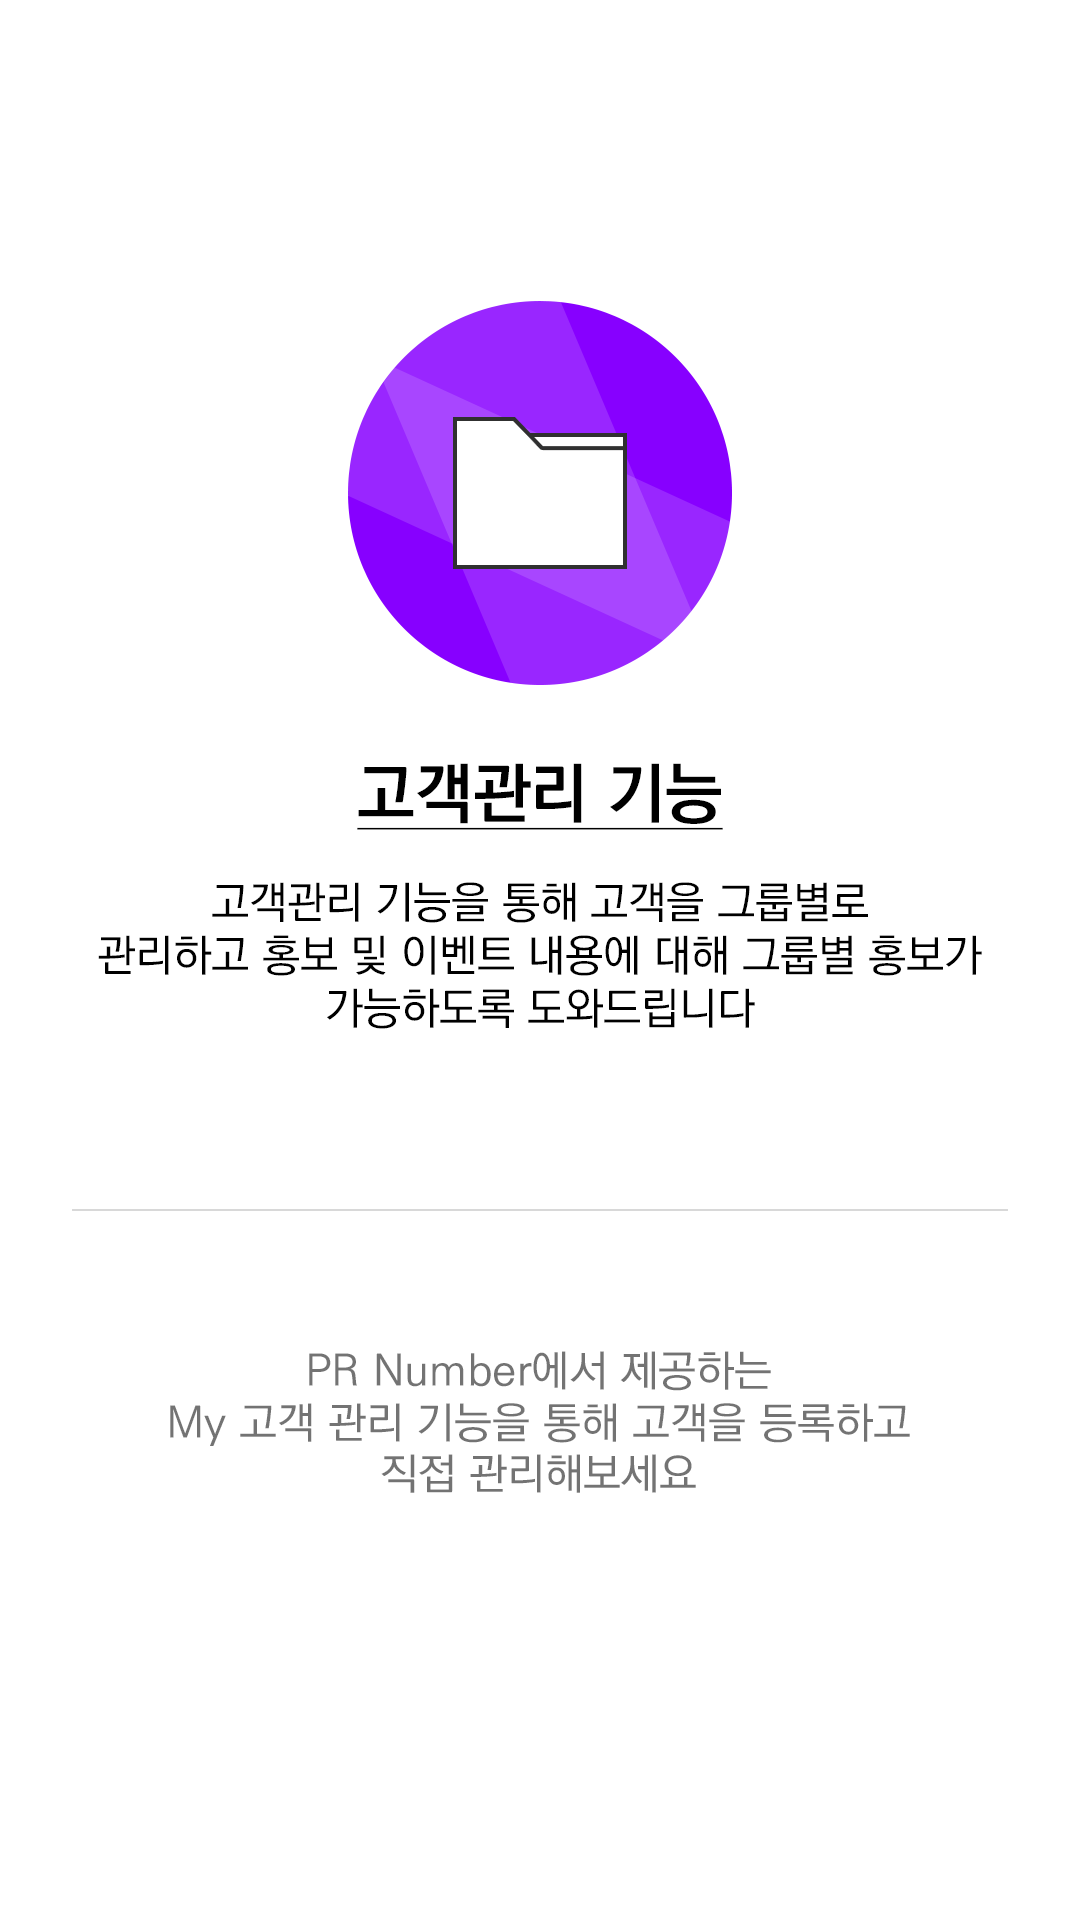 고객관리 기능
고객관리 기능을 통해 고객을 그룹별로
관리하고 홍보 및 이벤트 내용에 대해 그룹별 홍보가
가능하도록 도와드립니다
PR Number에서 제공하는
My 고객 관리 기능을 통해 고객을 등록하고
직접 관리해보세요